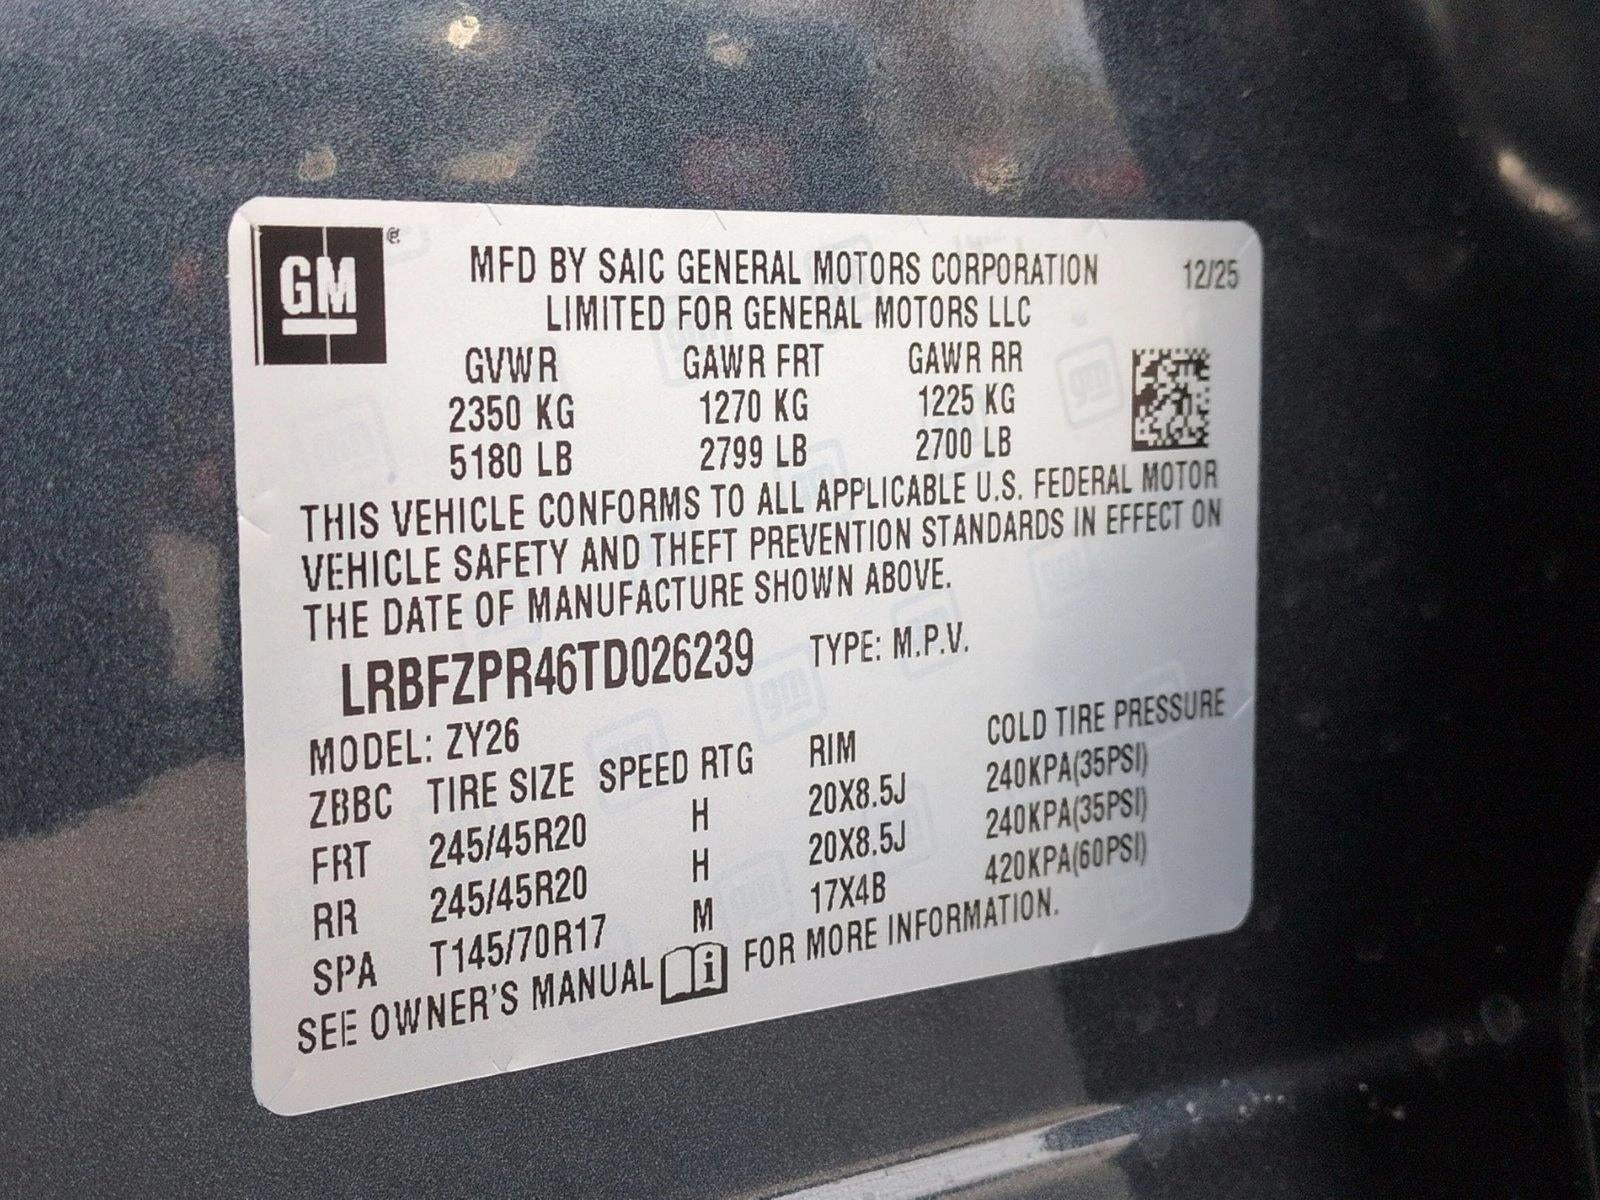 GM®
MFD BY SAIC GENERAL MOTORS CORPORATION 12/25
LIMITED FOR GENERAL MOTORS LLC
GVWR GAWR FRT GAWR RR
2350 KG 1270 KG 1225 KG
5180 LB 2799 LB 2700 LB
THIS VEHICLE CONFORMS TO ALL APPLICABLE U.S. FEDERAL MOTOR
VEHICLE SAFETY AND THEFT PREVENTION STANDARDS IN EFFECT ON
THE DATE OF MANUFACTURE SHOWN ABOVE.
LRBFZPR46TD026239 TYPE: M.P.V.
MODEL: ZY26
ZBBC TIRE SIZE SPEED RTG RIM COLD TIRE PRESSURE
FRT 245/45R20 H 20X8.5J 240KPA(35PSI)
RR 245/45R20 H 20X8.5J 240KPA(35PSI)
SPA T145/70R17 M 17X4B 420KPA(60PSI)
SEE OWNER'S MANUAL i FOR MORE INFORMATION.